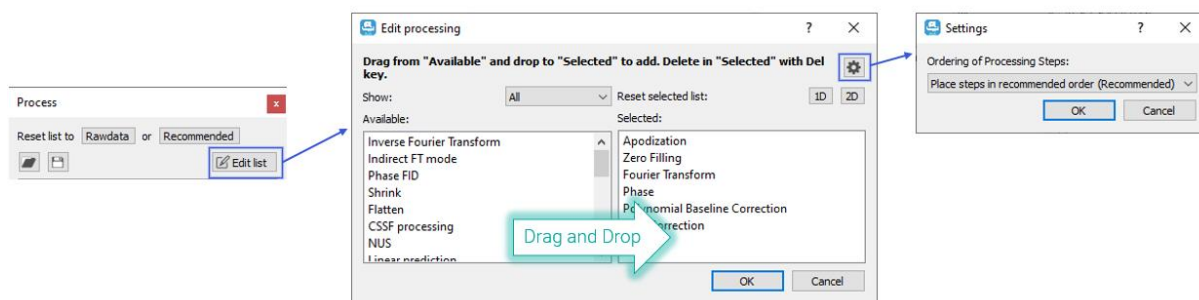 Process
x
Reset list to Rawdata or Recommended
Edit list
Edit processing ? X
Drag from "Available" and drop to "Selected" to add. Delete in "Selected" with Del
key.
Show: All Reset selected list: 1D 2D
Available:
Inverse Fourier Transform
Indirect FT mode
Phase FID
Shrink
Flatten
CSSF processing
NUS
Linear prediction
Selected:
Apodization
Zero Filling
Fourier Transform
Phase
Polynomial Baseline Correction
orrection
Drag and Drop
OK Cancel
Settings ? X
Ordering of Processing Steps:
Place steps in recommended order (Recommended)
OK Cancel